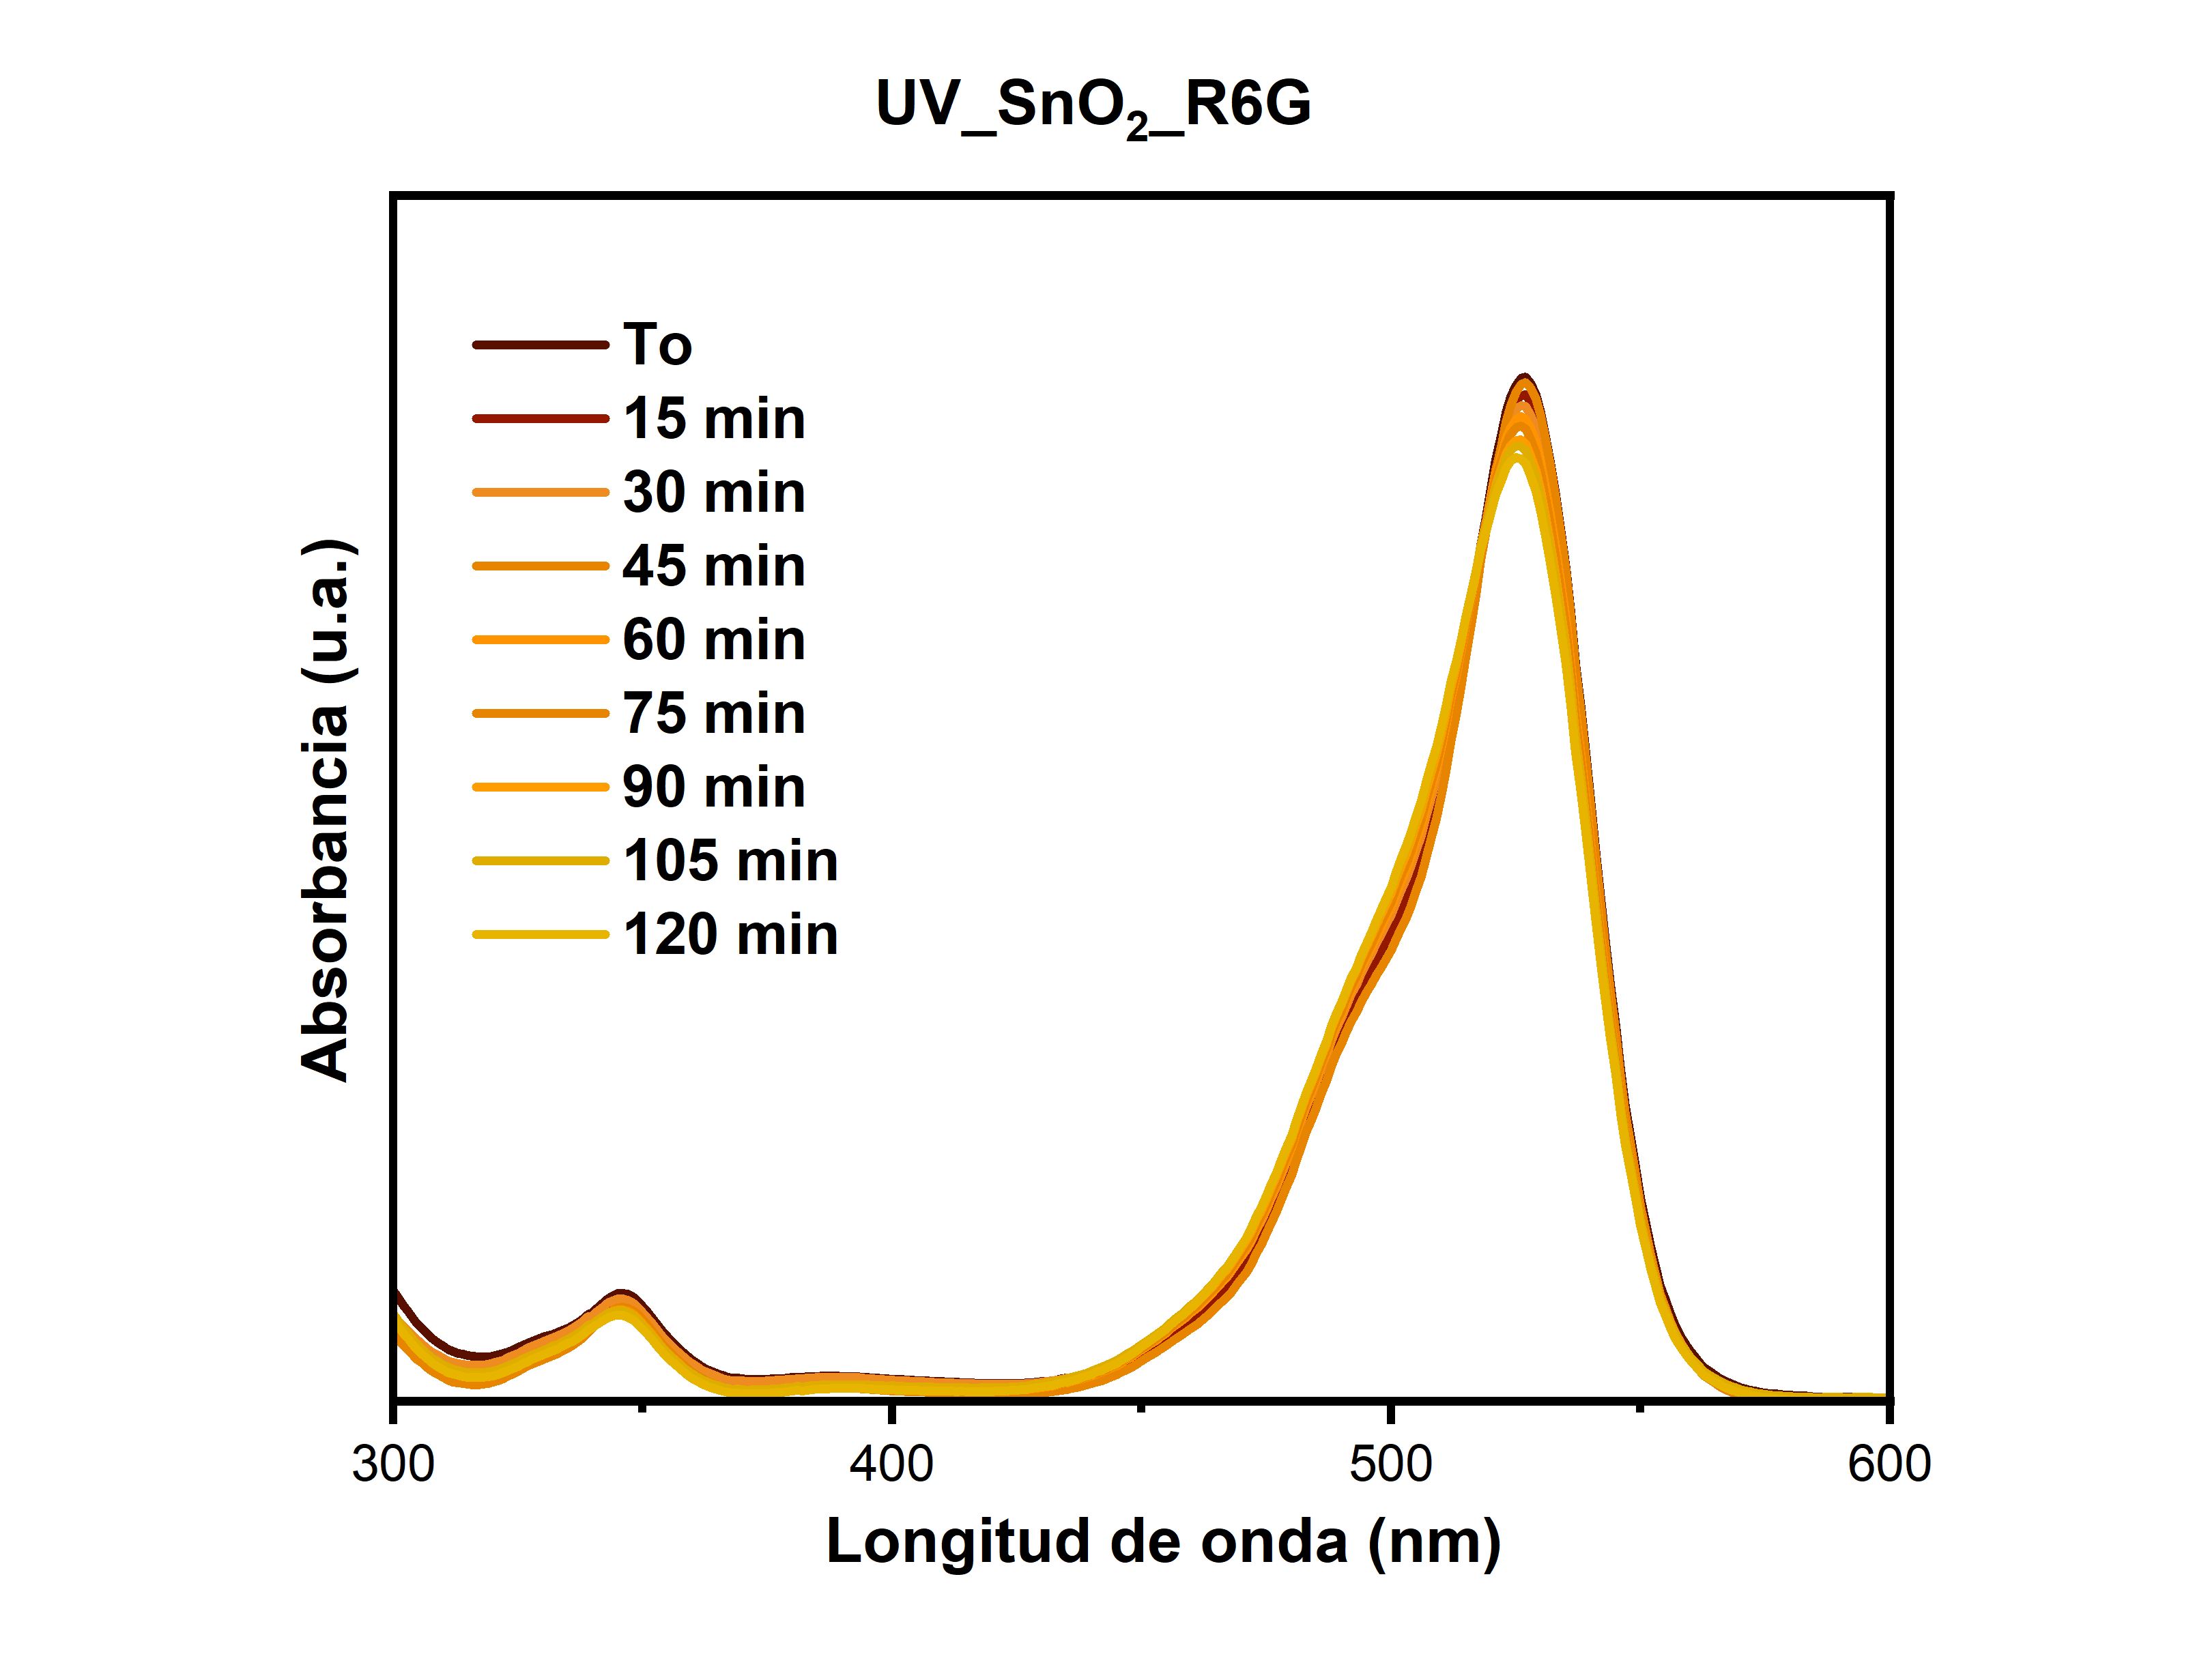 UV_SnO₂_R6G
To
15 min
30 min
45 min
60 min
75 min
90 min
105 min
120 min
Absorbancia (u.a.)
300 400 500 600
Longitud de onda (nm)